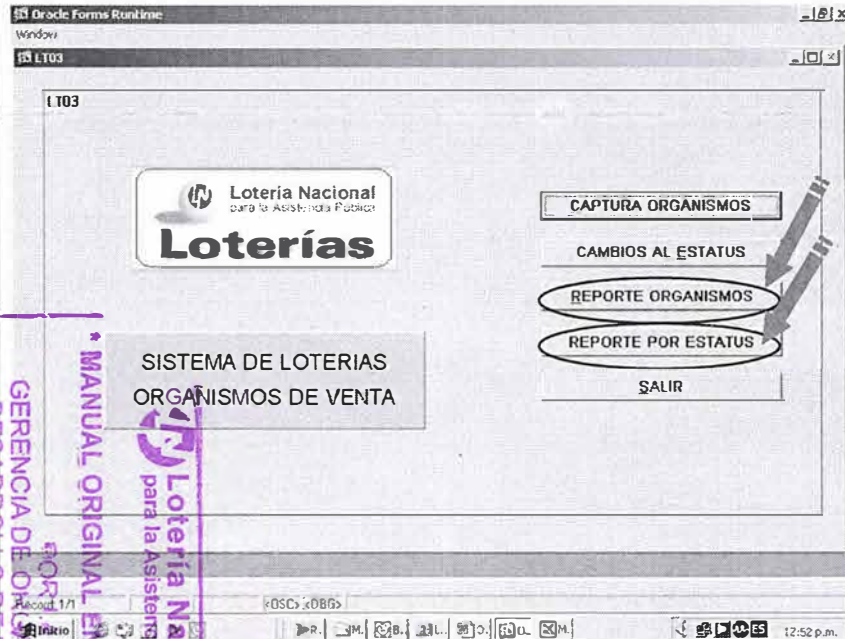 Oracle Forms Runtime
Window
LT03
LT03
Lotería Nacional
para la Asistencia Pública
Loterías
CAPTURA ORGANISMOS
CAMBIOS AL ESTATUS
REPORTE ORGANISMOS
REPORTE POR ESTATUS
SALIR
SISTEMA DE LOTERIAS
ORGANISMOS DE VENTA
Lotería Na
para la Asisten
* MANUAL ORIGINAL
POR
GERENCIA DE
Record 1/1
<OSC> <DBG>
Inicio
ES
12:52 p.m.